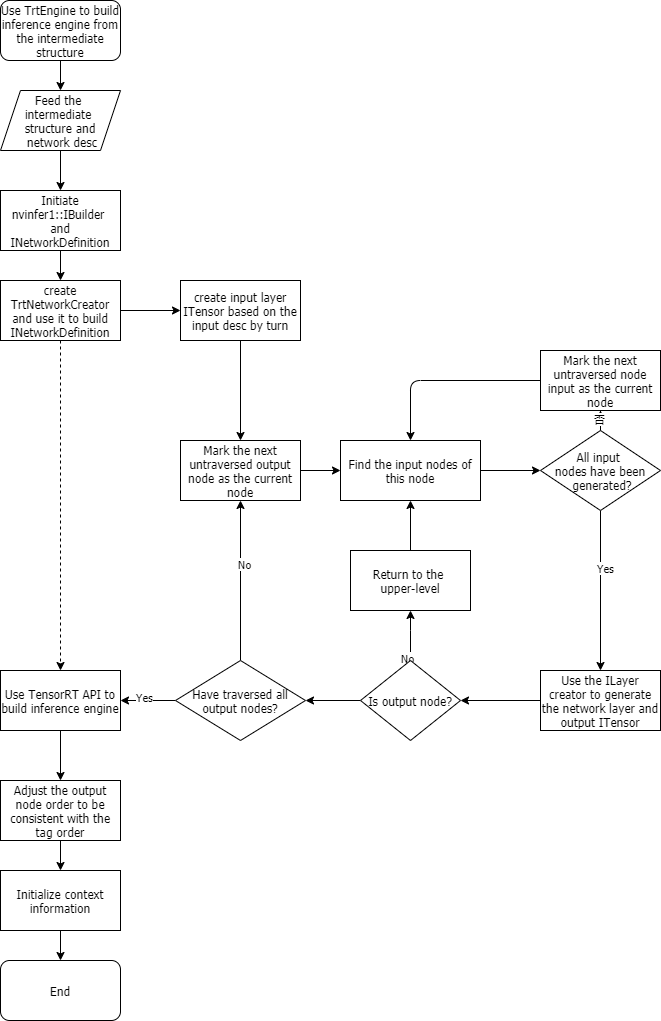 Use TrtEngine to build
inference engine from
the intermediate
structure
Feed the
intermediate
structure and
network desc
Initiate
nvinfer1::IBuilder
and
INetworkDefinition
create
TrtNetworkCreator
and use it to build
INetworkDefinition
create input layer
ITensor based on the
input desc by turn
Mark the next
untraversed node
input as the current
node
否
Mark the next
untraversed output
node as the current
node
Find the input nodes of
this node
All input
nodes have been
generated?
No
Return to the
upper-level
Yes
No
Use TensorRT API to
build inference engine
Yes
Have traversed all
output nodes?
Is output node?
Use the ILayer
creator to generate
the network layer and
output ITensor
Adjust the output
node order to be
consistent with the
tag order
Initialize context
information
End